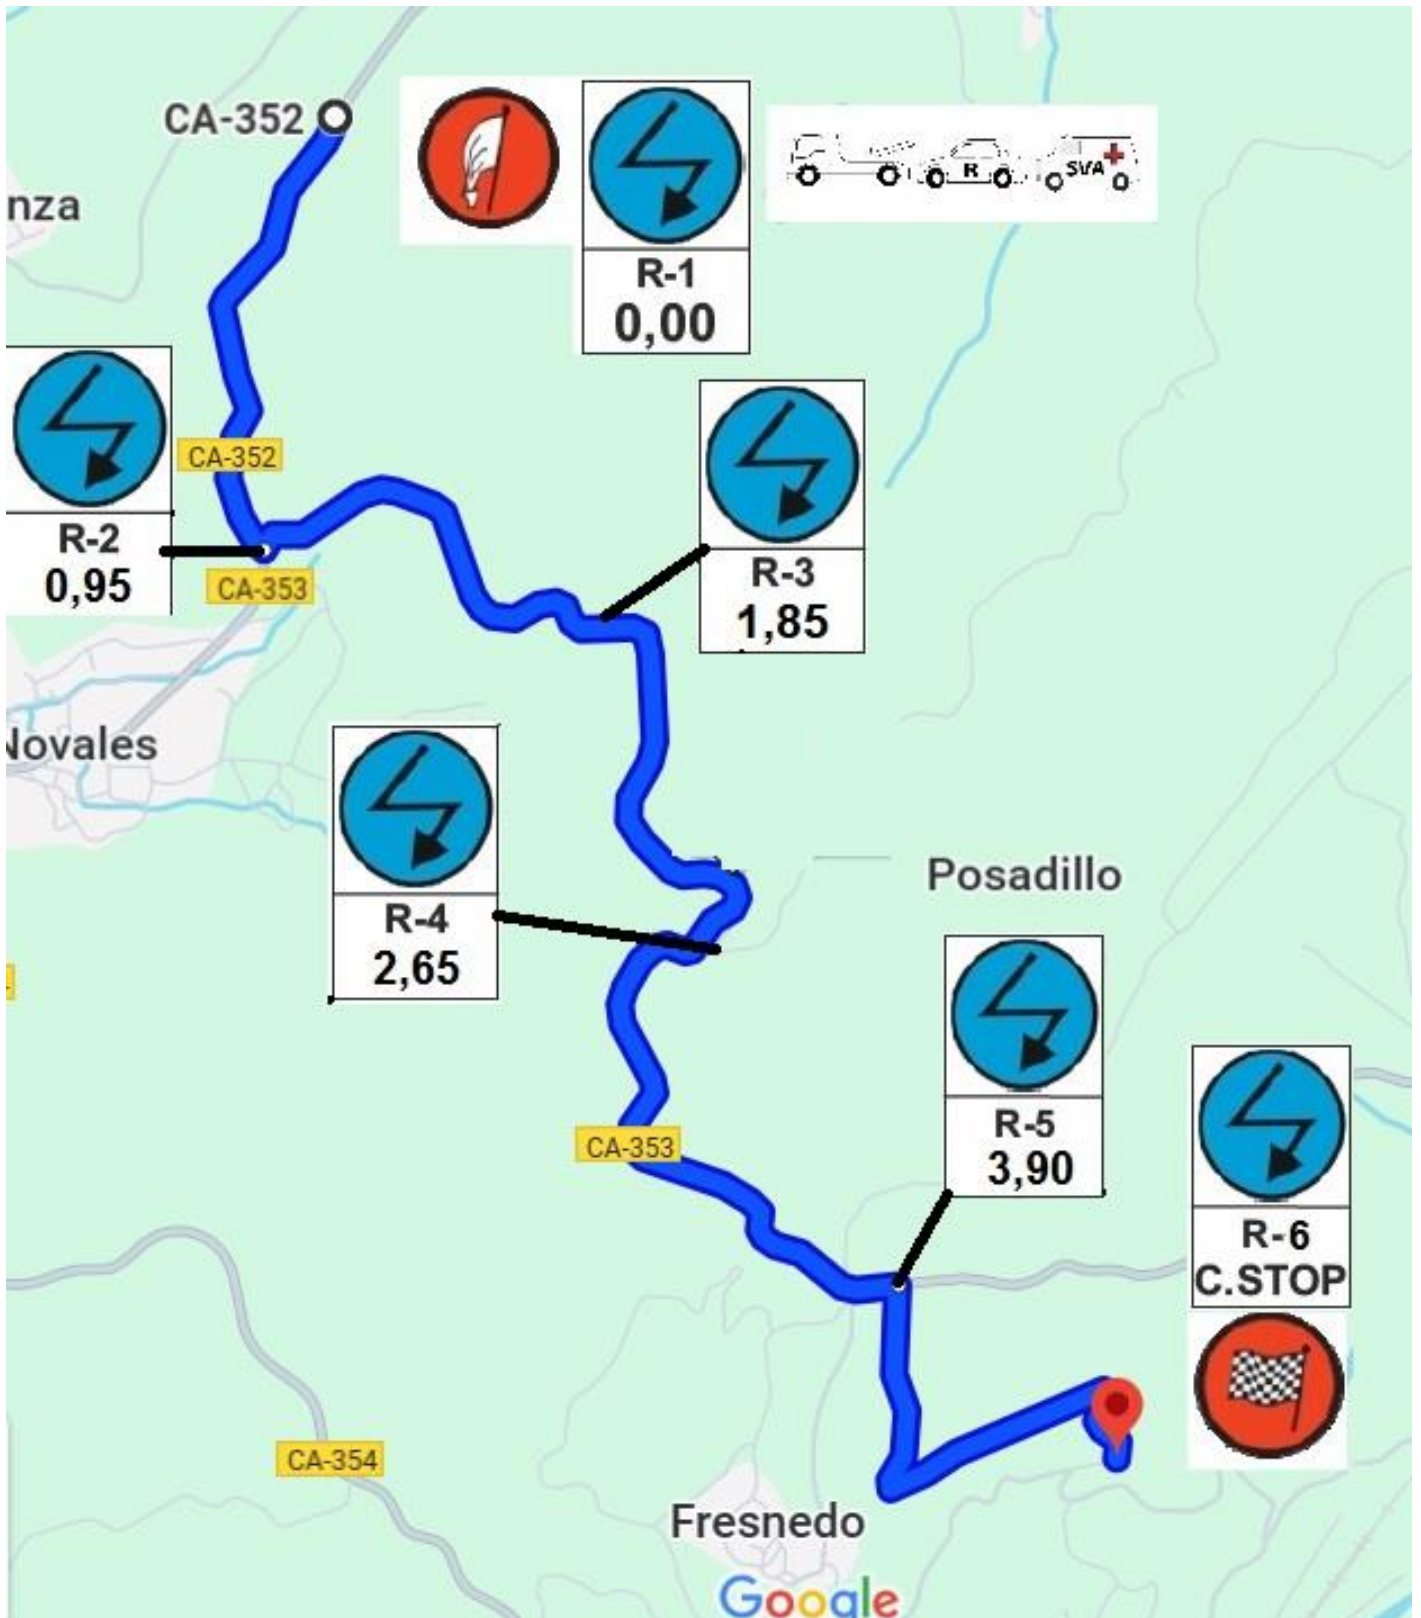 CA-352
nza
R
SVA
R-1
0,00
CA-352
R-2
0,95
CA-353
R-3
1,85
Novales
R-4
2,65
Posadillo
R-5
3,90
CA-353
R-6
C.STOP
CA-354
Fresnedo
Google